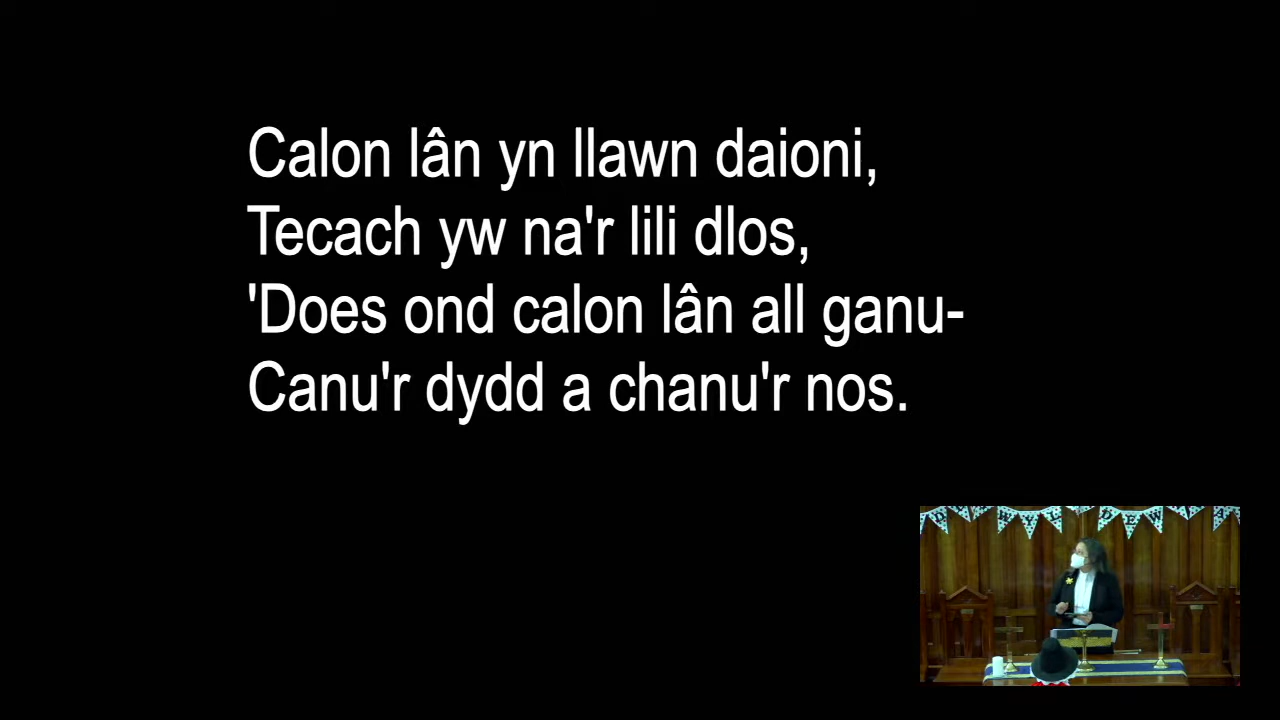 Calon lân yn llawn daioni,
Tecach yw na'r lili dlos,
'Does ond calon lân all ganu-
Canu'r dydd a chanu'r nos.